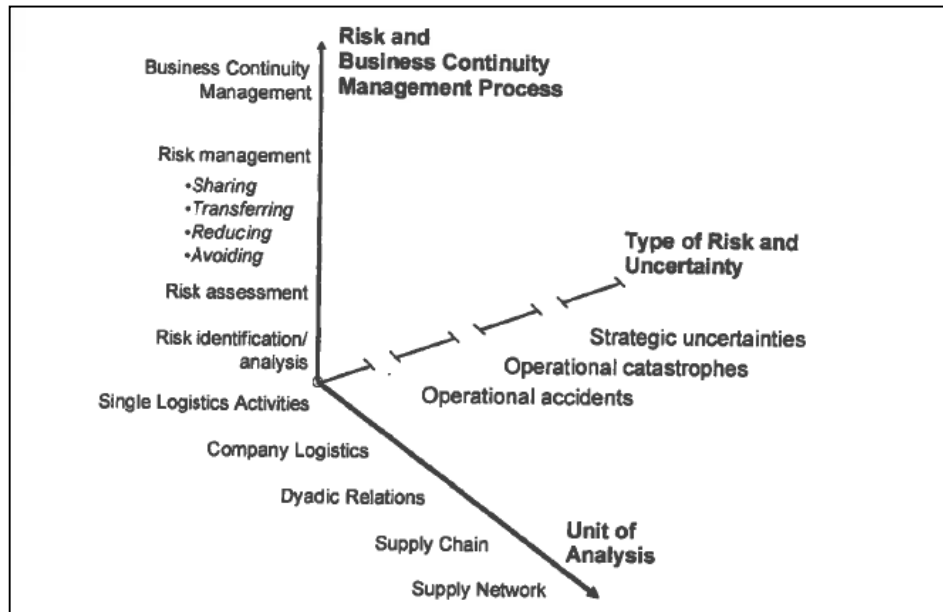 Risk and
Business Continuity
Management Process
Business Continuity
Management
Risk management
•Sharing
•Transferring
•Reducing
•Avoiding
Risk assessment
Risk identification/
analysis
Type of Risk and
Uncertainty
Strategic uncertainties
Operational catastrophes
Operational accidents
Single Logistics Activities
Company Logistics
Dyadic Relations
Supply Chain
Supply Network
Unit of
Analysis